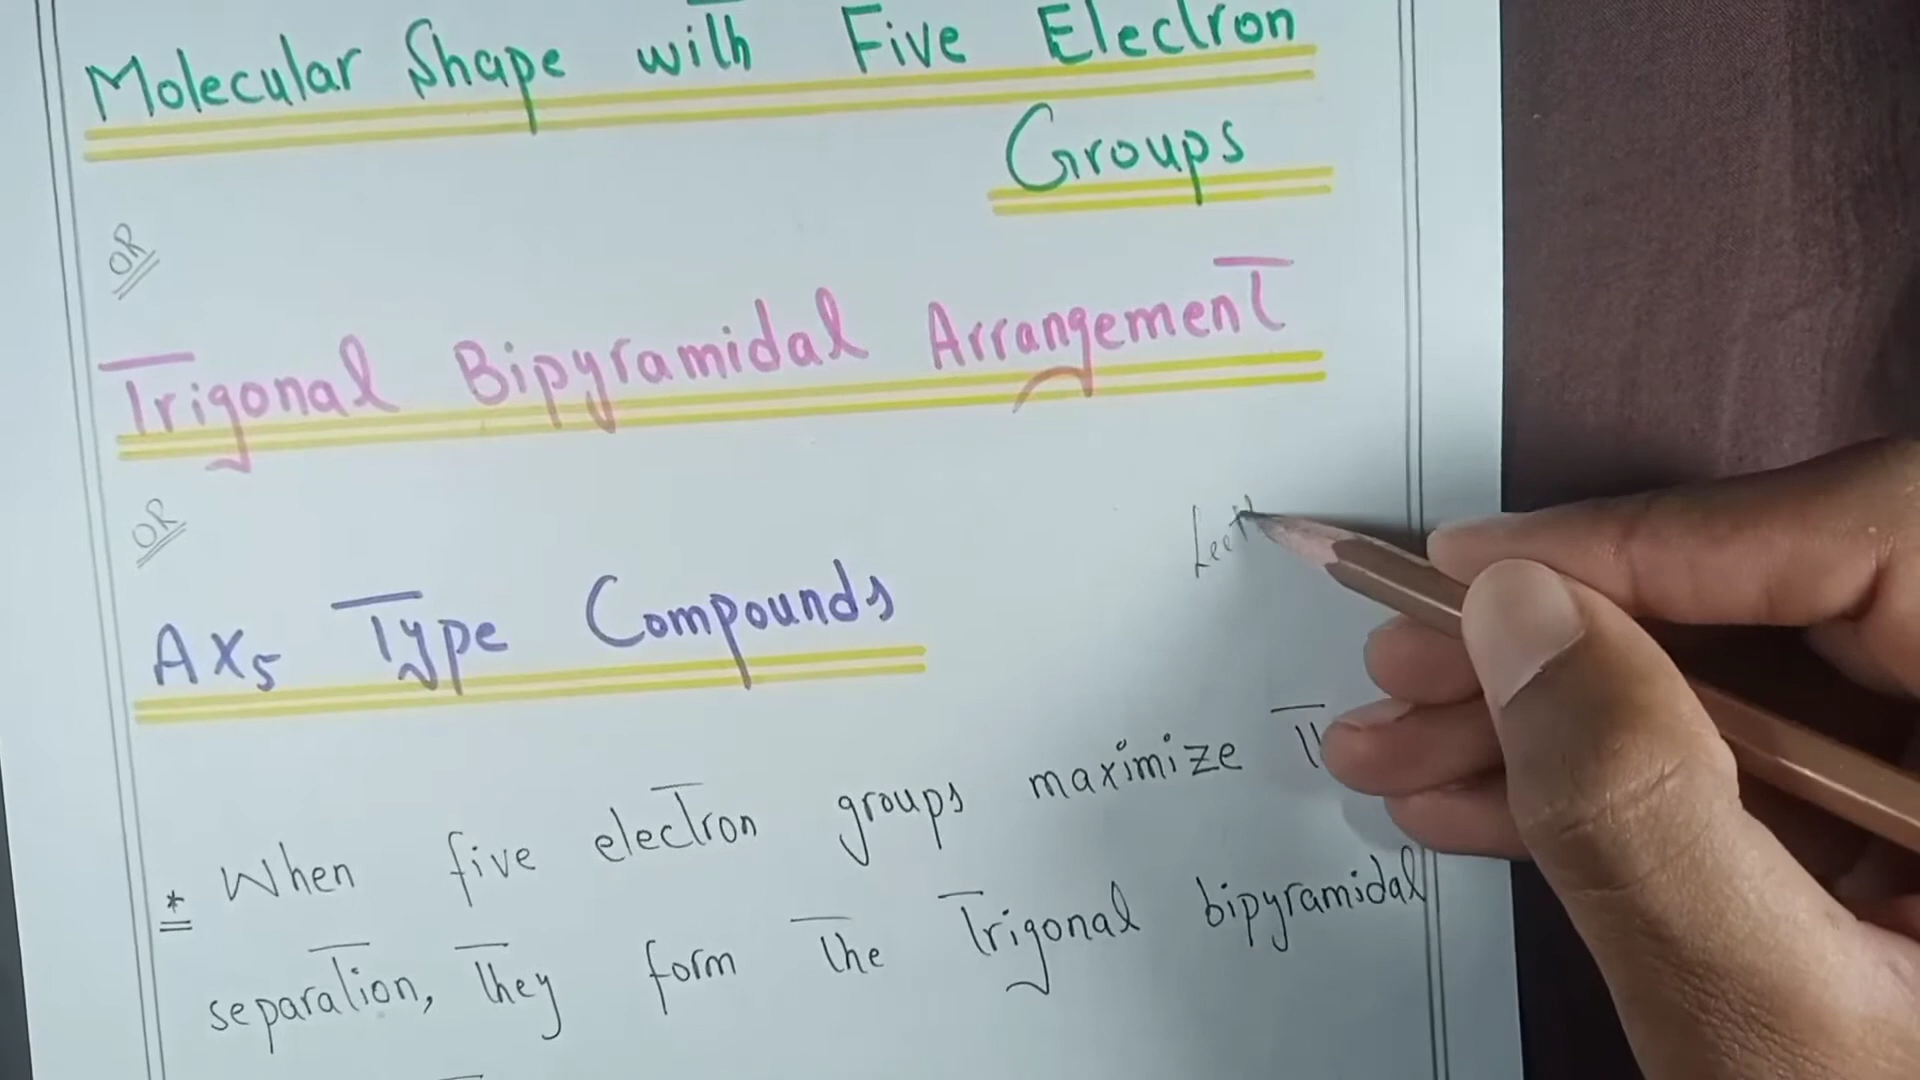 Molecular Shape with Five Electron
Groups
OR
Trigonal Bipyramidal Arrangement
OR
AX5 Type Compounds
* When five electron groups maximize
separation, they form the Trigonal bipyramidal